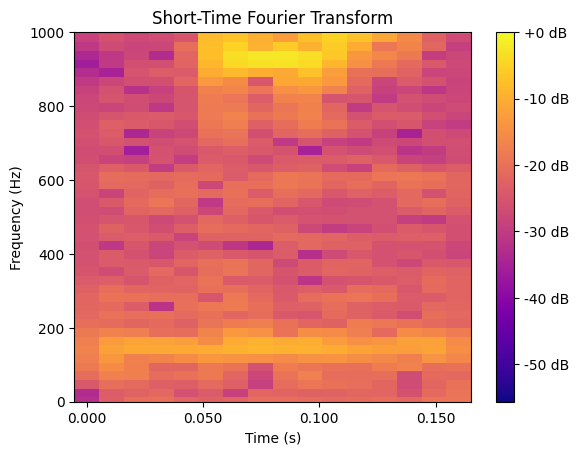 Short-Time Fourier Transform
1000
800
600
400
200
0
Frequency (Hz)
0.000
0.050
0.100
0.150
Time (s)
+0 dB
-10 dB
-20 dB
-30 dB
-40 dB
-50 dB